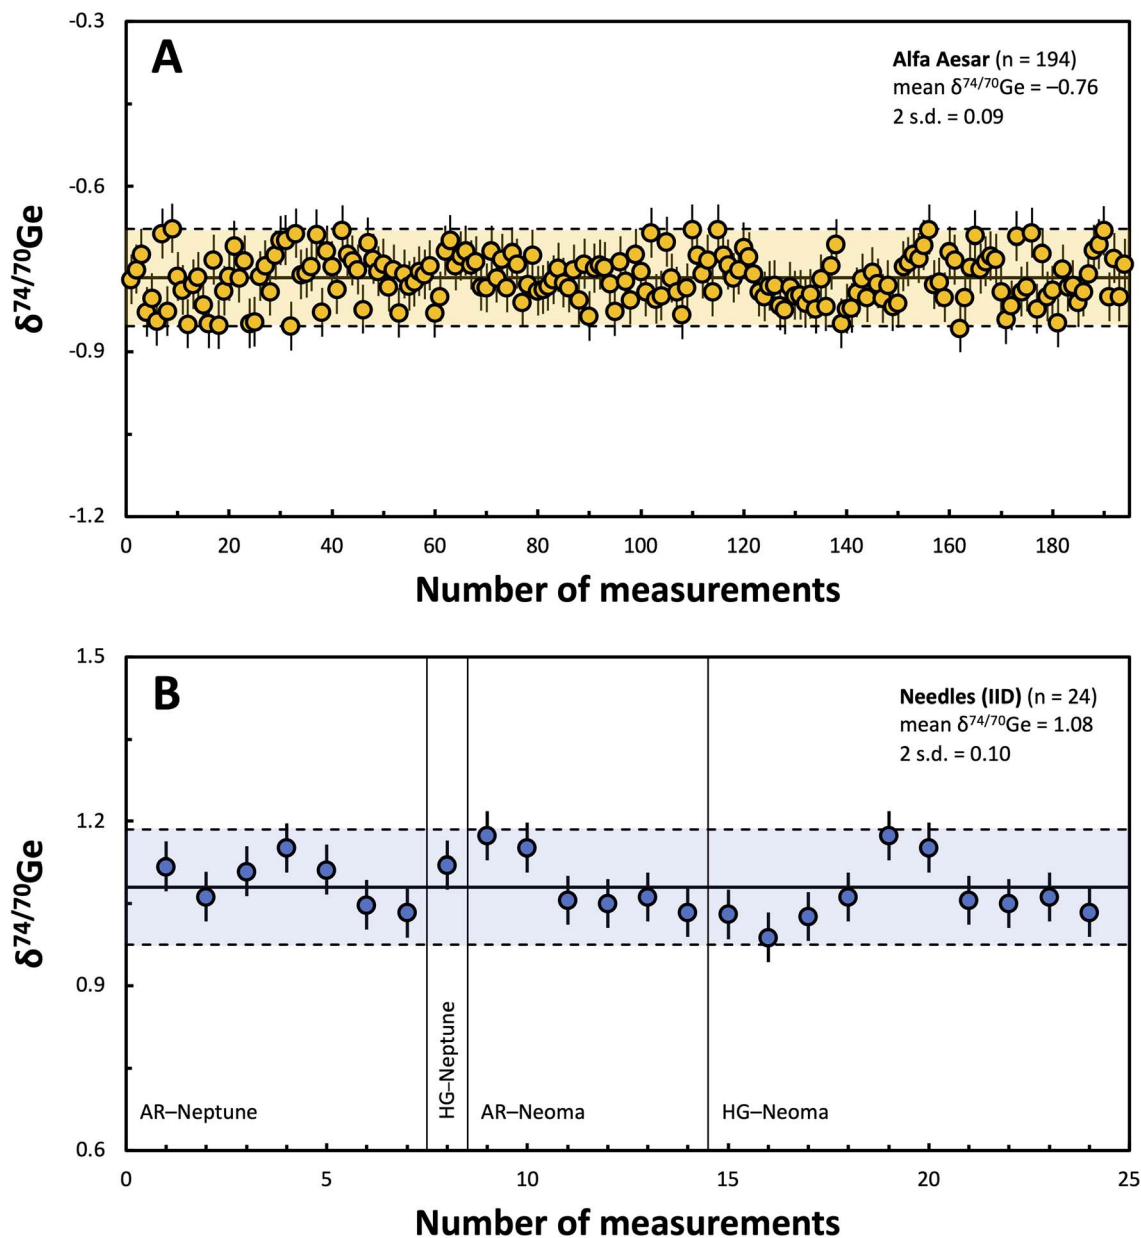 A
Alfa Aesar (n = 194)
mean δ⁷⁴/⁷⁰Ge = –0.76
2 s.d. = 0.09
δ⁷⁴/⁷⁰Ge
-0.3
-0.6
-0.9
-1.2
0 20 40 60 80 100 120 140 160 180
Number of measurements
B
Needles (IID) (n = 24)
mean δ⁷⁴/⁷⁰Ge = 1.08
2 s.d. = 0.10
δ⁷⁴/⁷⁰Ge
1.5
1.2
0.9
0.6
AR–Neptune
HG–Neptune
AR–Neoma
HG–Neoma
0 5 10 15 20 25
Number of measurements